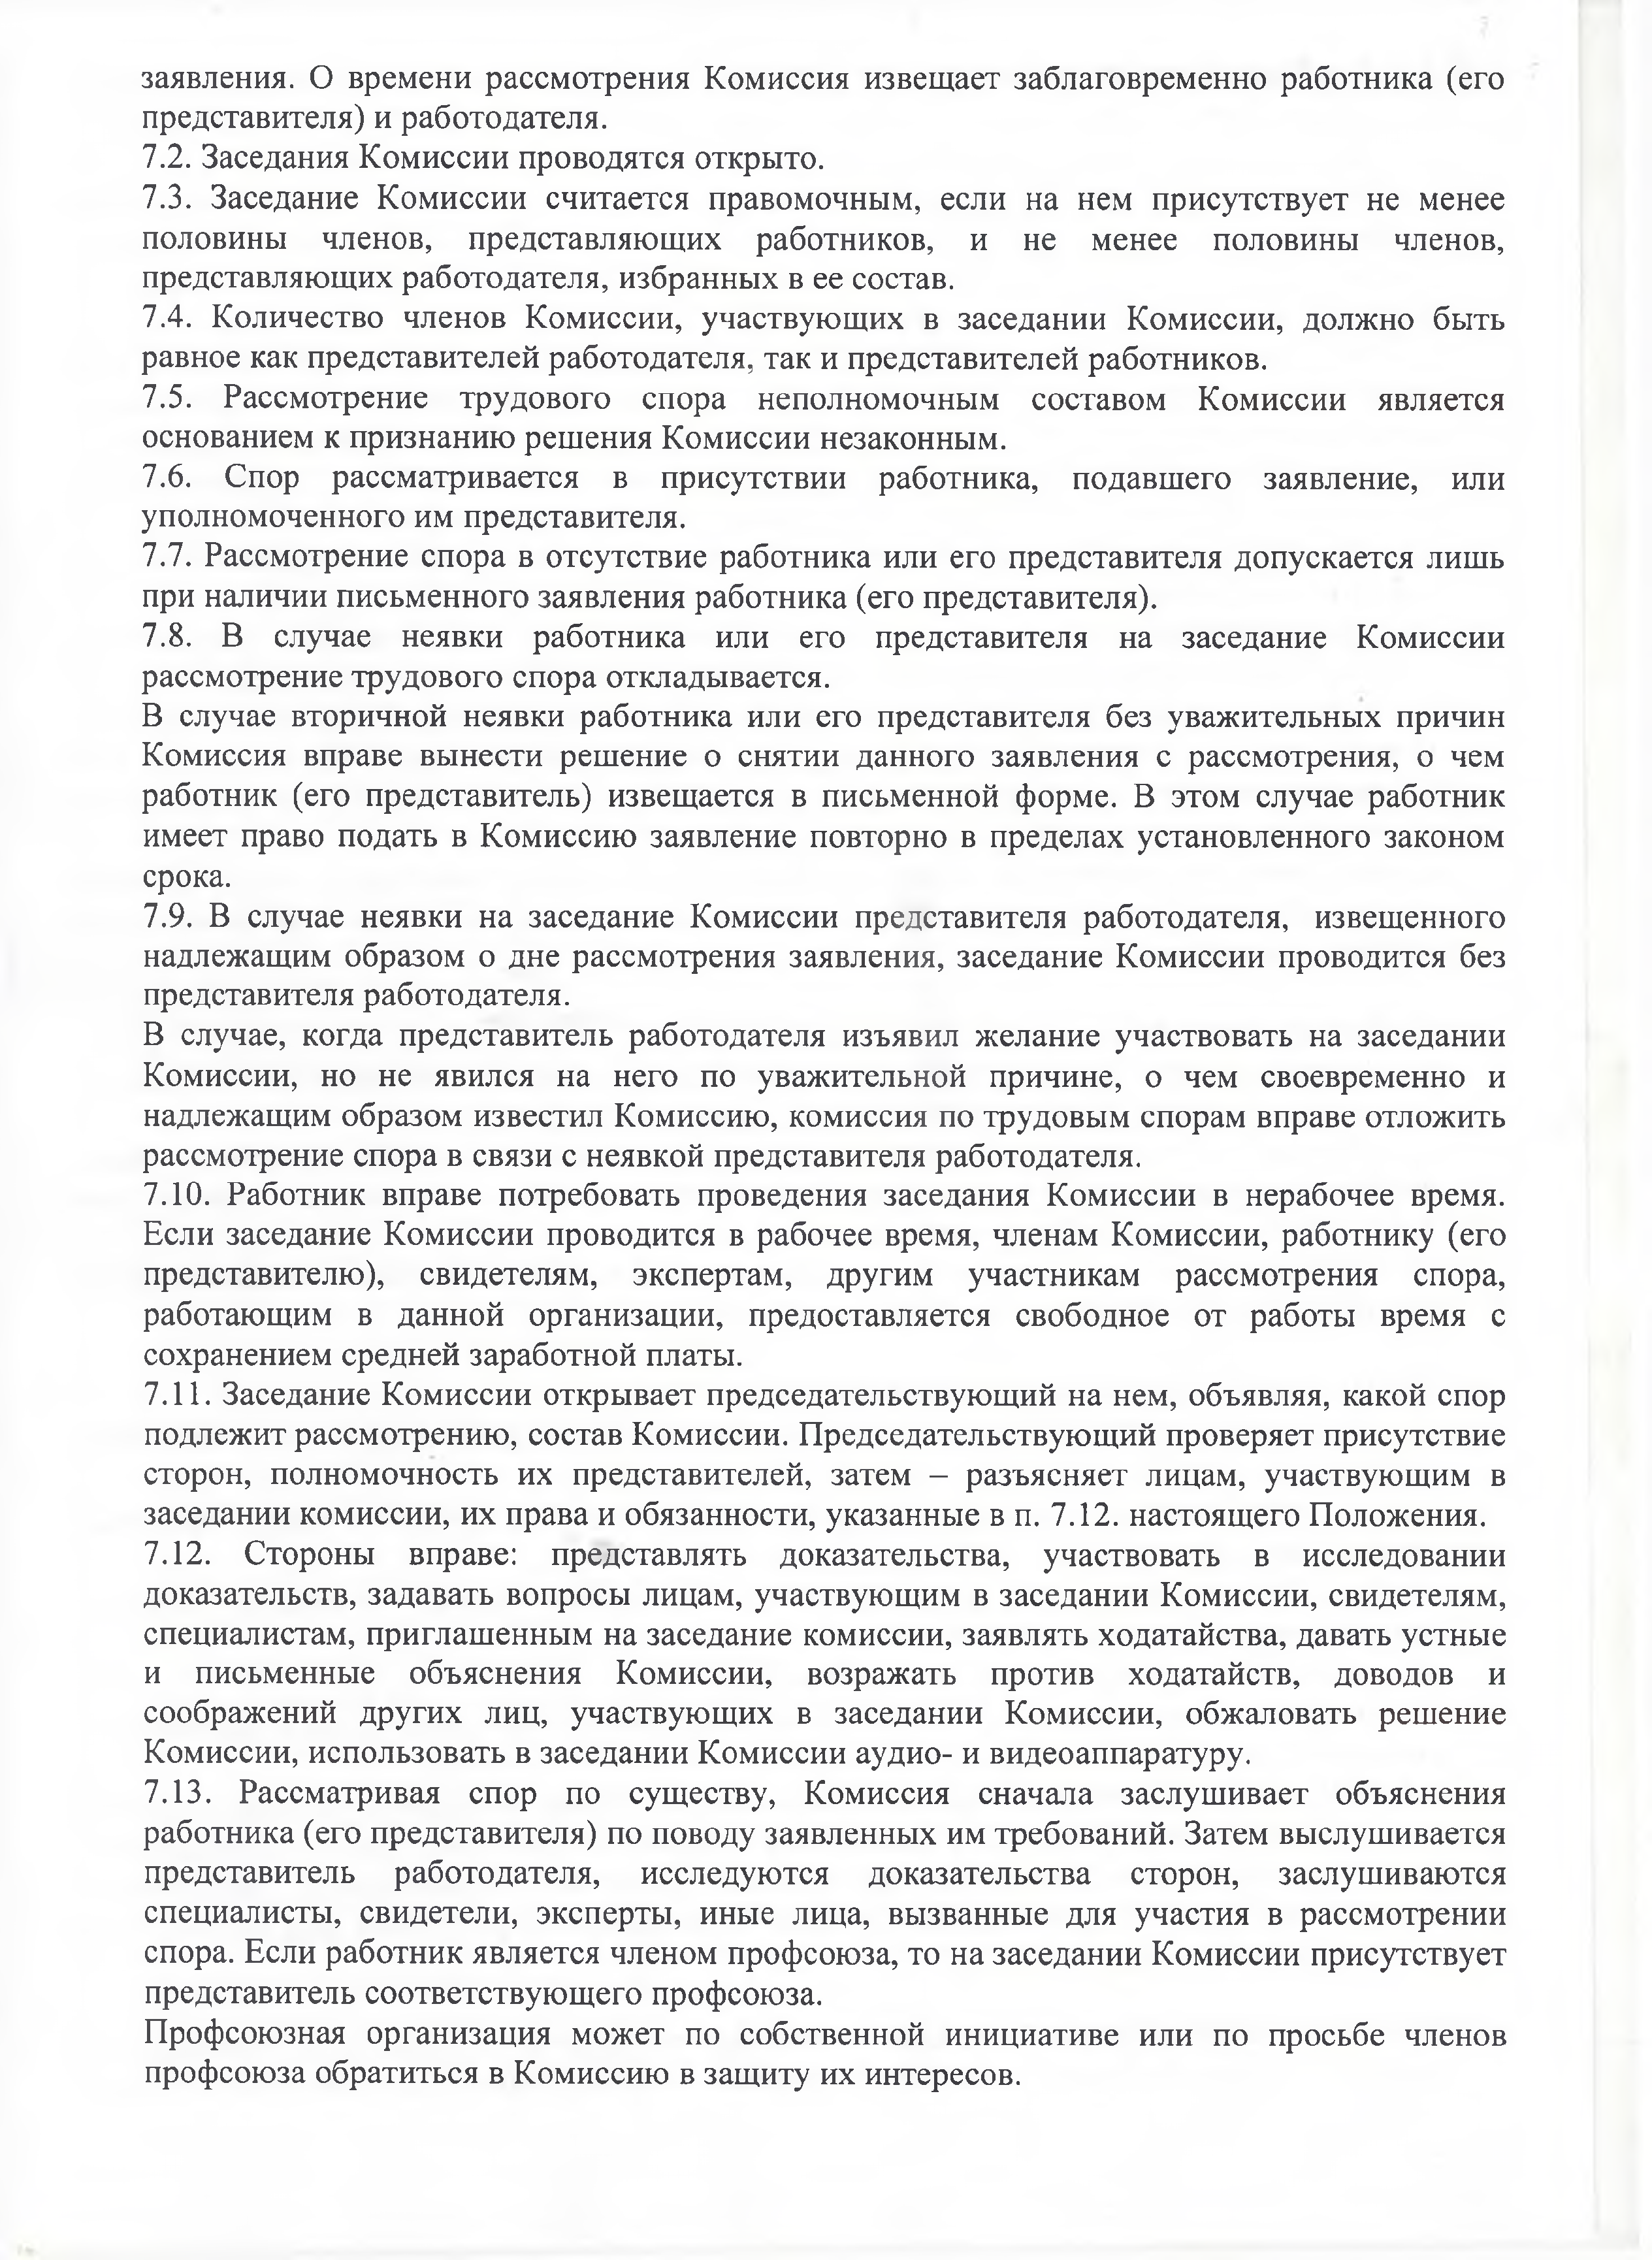 заявления. О времени рассмотрения Комиссия извещает заблаговременно работника (его
представителя) и работодателя.
7.2. Заседания Комиссии проводятся открыто.
7.3. Заседание Комиссии считается правомочным, если на нем присутствует не менее
половины членов, представляющих работников, и не менее половины членов,
представляющих работодателя, избранных в ее состав.
7.4. Количество членов Комиссии, участвующих в заседании Комиссии, должно быть
равное как представителей работодателя, так и представителей работников.
7.5. Рассмотрение трудового спора неполномочным составом Комиссии является
основанием к признанию решения Комиссии незаконным.
7.6. Спор рассматривается в присутствии работника, подавшего заявление, или
уполномоченного им представителя.
7.7. Рассмотрение спора в отсутствие работника или его представителя допускается лишь
при наличии письменного заявления работника (его представителя).
7.8. В случае неявки работника или его представителя на заседание Комиссии
рассмотрение трудового спора откладывается.
В случае вторичной неявки работника или его представителя без уважительных причин
Комиссия вправе вынести решение о снятии данного заявления с рассмотрения, о чем
работник (его представитель) извещается в письменной форме. В этом случае работник
имеет право подать в Комиссию заявление повторно в пределах установленного законом
срока.
7.9. В случае неявки на заседание Комиссии представителя работодателя, извещенного
надлежащим образом о дне рассмотрения заявления, заседание Комиссии проводится без
представителя работодателя.
В случае, когда представитель работодателя изъявил желание участвовать на заседании
Комиссии, но не явился на него по уважительной причине, о чем своевременно и
надлежащим образом известил Комиссию, комиссия по трудовым спорам вправе отложить
рассмотрение спора в связи с неявкой представителя работодателя.
7.10. Работник вправе потребовать проведения заседания Комиссии в нерабочее время.
Если заседание Комиссии проводится в рабочее время, членам Комиссии, работнику (его
представителю), свидетелям, экспертам, другим участникам рассмотрения спора,
работающим в данной организации, предоставляется свободное от работы время с
сохранением средней заработной платы.
7.11. Заседание Комиссии открывает председательствующий на нем, объявляя, какой спор
подлежит рассмотрению, состав Комиссии. Председательствующий проверяет присутствие
сторон, полномочность их представителей, затем – разъясняет лицам, участвующим в
заседании комиссии, их права и обязанности, указанные в п. 7.12. настоящего Положения.
7.12. Стороны вправе: представлять доказательства, участвовать в исследовании
доказательств, задавать вопросы лицам, участвующим в заседании Комиссии, свидетелям,
специалистам, приглашенным на заседание комиссии, заявлять ходатайства, давать устные
и письменные объяснения Комиссии, возражать против ходатайств, доводов и
соображений других лиц, участвующих в заседании Комиссии, обжаловать решение
Комиссии, использовать в заседании Комиссии аудио- и видеоаппаратуру.
7.13. Рассматривая спор по существу, Комиссия сначала заслушивает объяснения
работника (его представителя) по поводу заявленных им требований. Затем выслушивается
представитель работодателя, исследуются доказательства сторон, заслушиваются
специалисты, свидетели, эксперты, иные лица, вызванные для участия в рассмотрении
спора. Если работник является членом профсоюза, то на заседании Комиссии присутствует
представитель соответствующего профсоюза.
Профсоюзная организация может по собственной инициативе или по просьбе членов
профсоюза обратиться в Комиссию в защиту их интересов.